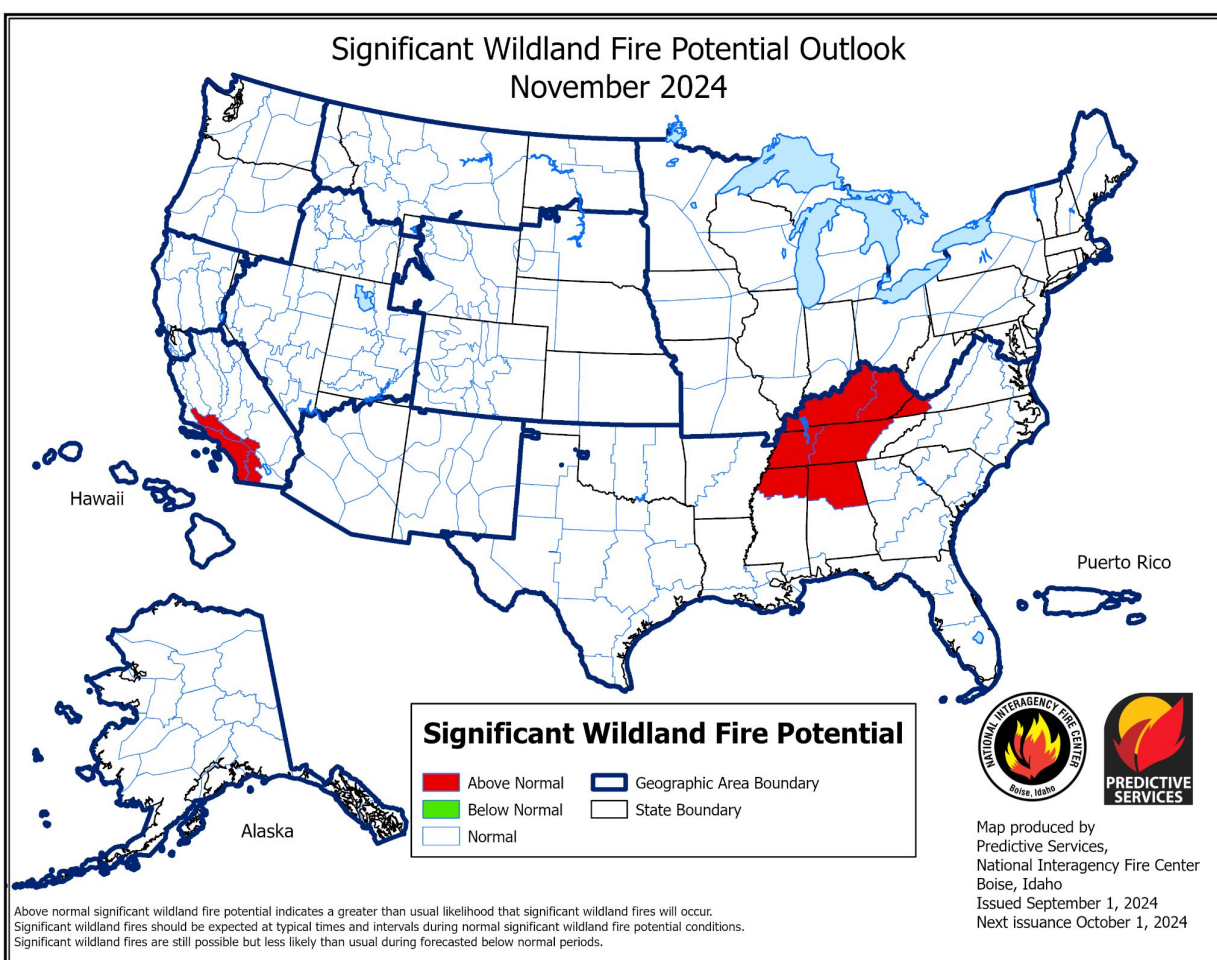 Significant Wildland Fire Potential Outlook
November 2024
Hawaii
Puerto Rico
Alaska
Significant Wildland Fire Potential
Above Normal
Below Normal
Normal
Geographic Area Boundary
State Boundary
NATIONAL INTERAGENCY FIRE CENTER
Boise, Idaho
PREDICTIVE
SERVICES
Map produced by
Predictive Services,
National Interagency Fire Center
Boise, Idaho
Issued September 1, 2024
Next issuance October 1, 2024
Above normal significant wildland fire potential indicates a greater than usual likelihood that significant wildland fires will occur.
Significant wildland fires should be expected at typical times and intervals during normal significant wildland fire potential conditions.
Significant wildland fires are still possible but less likely than usual during forecasted below normal periods.